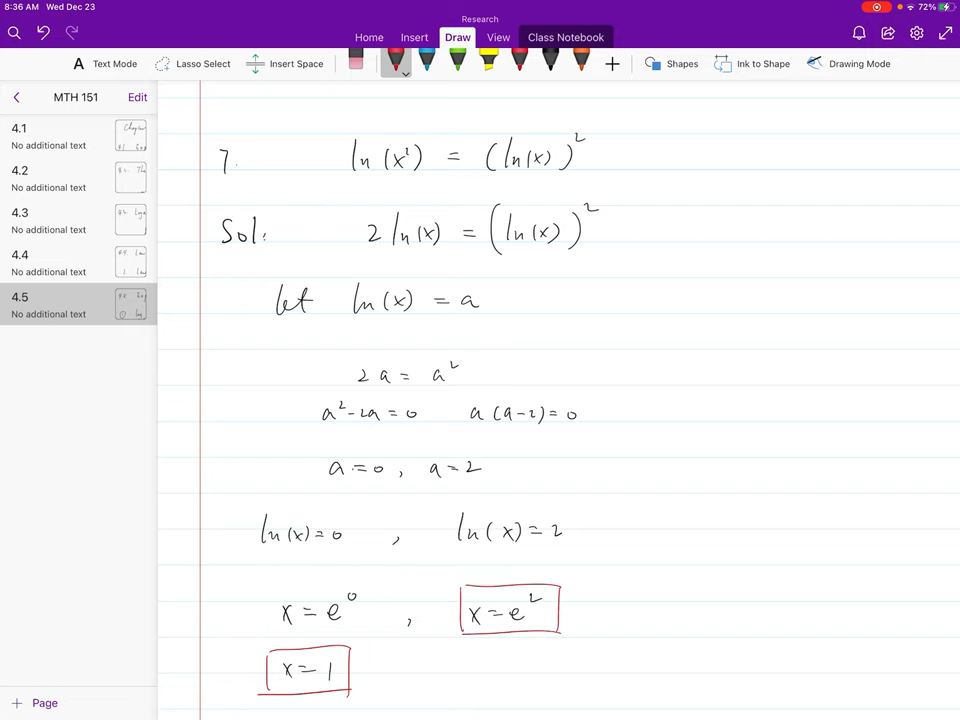 8:36 AM Wed Dec 23
72%
Research
Home Insert Draw View Class Notebook
Text Mode Lasso Select Insert Space Shapes Ink to Shape Drawing Mode
MTH 151 Edit
4.1
No additional text
4.2
No additional text
4.3
No additional text
4.4
No additional text
4.5
No additional text
Page
7. ln(x²) = (ln(x))²
Sol: 2 ln(x) = (ln(x))²
let ln(x) = a
2a = a²
a² - 2a = 0 a(a-2) = 0
a = 0, a = 2
ln(x) = 0, ln(x) = 2
x = e⁰, x = e²
x = 1